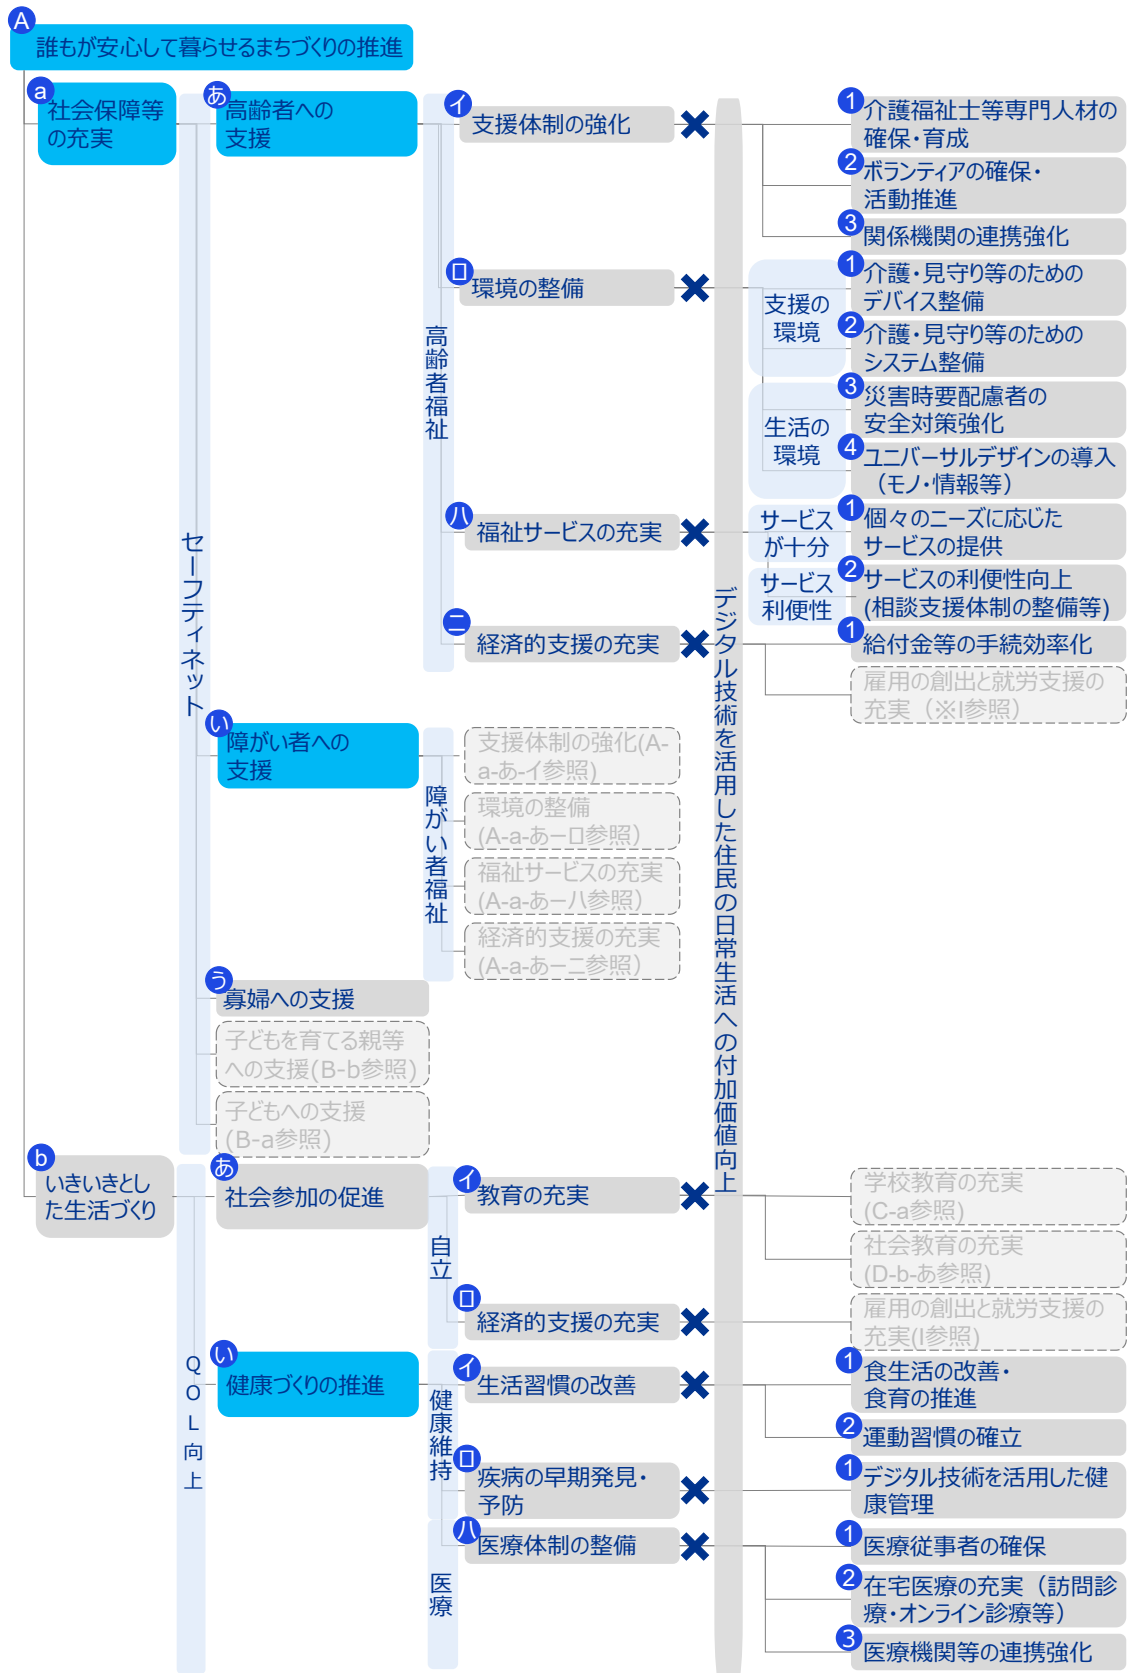 A
誰もが安心して暮らせるまちづくりの推進
a
社会保障等
の充実
セーフティネット
あ
高齢者への
支援
高齢者福祉
イ
支援体制の強化
デジタル技術を活用した住民の日常生活への付加価値向上
1
介護福祉士等専門人材の
確保・育成
2
ボランティアの確保・
活動推進
3
関係機関の連携強化
ロ
環境の整備
支援の
環境
1
介護・見守り等のための
デバイス整備
2
介護・見守り等のための
システム整備
生活の
環境
3
災害時要配慮者の
安全対策強化
4
ユニバーサルデザインの導入
（モノ・情報等）
ハ
福祉サービスの充実
サービス
が十分
1
個々のニーズに応じた
サービスの提供
サービス
利便性
2
サービスの利便性向上
(相談支援体制の整備等)
ニ
経済的支援の充実
1
給付金等の手続効率化
雇用の創出と就労支援の
充実（※I参照）
い
障がい者への
支援
障がい者福祉
支援体制の強化(A-
a-あ-イ参照)
環境の整備
(A-a-あーロ参照）
福祉サービスの充実
(A-a-あーハ参照）
経済的支援の充実
(A-a-あーニ参照）
う
寡婦への支援
子どもを育てる親等
への支援(B-b参照)
子どもへの支援
(B-a参照)
b
いきいきとし
た生活づくり
QOL向上
あ
社会参加の促進
自立
イ
教育の充実
学校教育の充実
(C-a参照)
社会教育の充実
(D-b-あ参照)
ロ
経済的支援の充実
雇用の創出と就労支援の
充実(I参照)
い
健康づくりの推進
健康維持
イ
生活習慣の改善
1
食生活の改善・
食育の推進
2
運動習慣の確立
ロ
疾病の早期発見・
予防
1
デジタル技術を活用した健
康管理
医療
ハ
医療体制の整備
1
医療従事者の確保
2
在宅医療の充実（訪問診
療・オンライン診療等）
3
医療機関等の連携強化